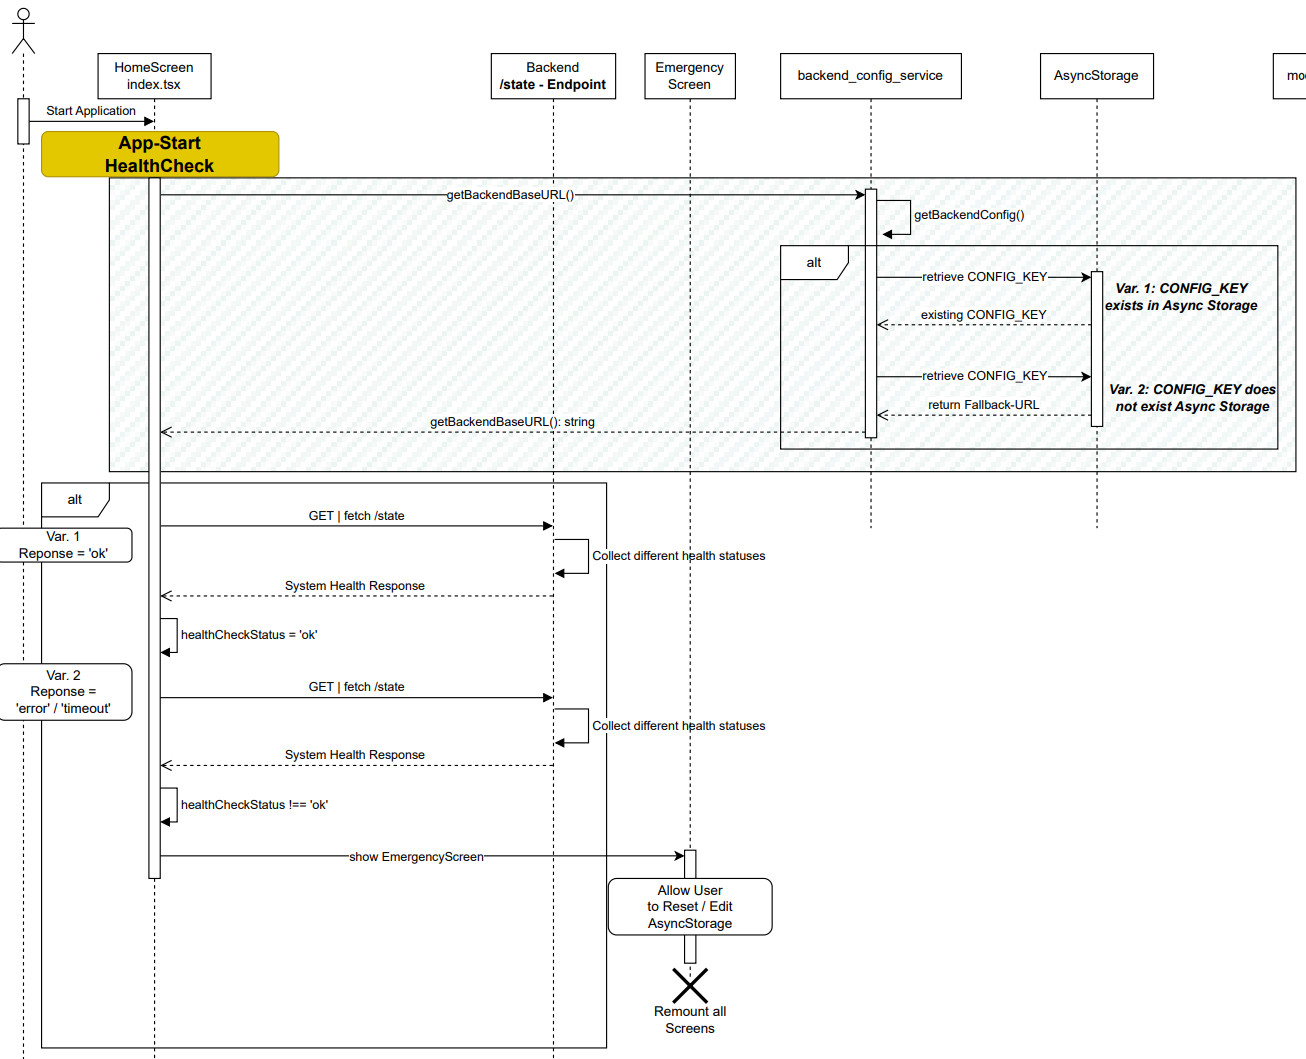 HomeScreen
index.tsx
Backend
/state - Endpoint
Emergency
Screen
backend_config_service
AsyncStorage
Start Application
App-Start
HealthCheck
getBackendBaseURL()
getBackendConfig()
alt
retrieve CONFIG_KEY
Var. 1: CONFIG_KEY
exists in Async Storage
existing CONFIG_KEY
retrieve CONFIG_KEY
Var. 2: CONFIG_KEY does
not exist Async Storage
return Fallback-URL
getBackendBaseURL(): string
alt
GET | fetch /state
Var. 1
Reponse = 'ok'
Collect different health statuses
System Health Response
healthCheckStatus = 'ok'
Var. 2
Reponse =
'error' / 'timeout'
GET | fetch /state
Collect different health statuses
System Health Response
healthCheckStatus !== 'ok'
show EmergencyScreen
Allow User
to Reset / Edit
AsyncStorage
Remount all
Screens